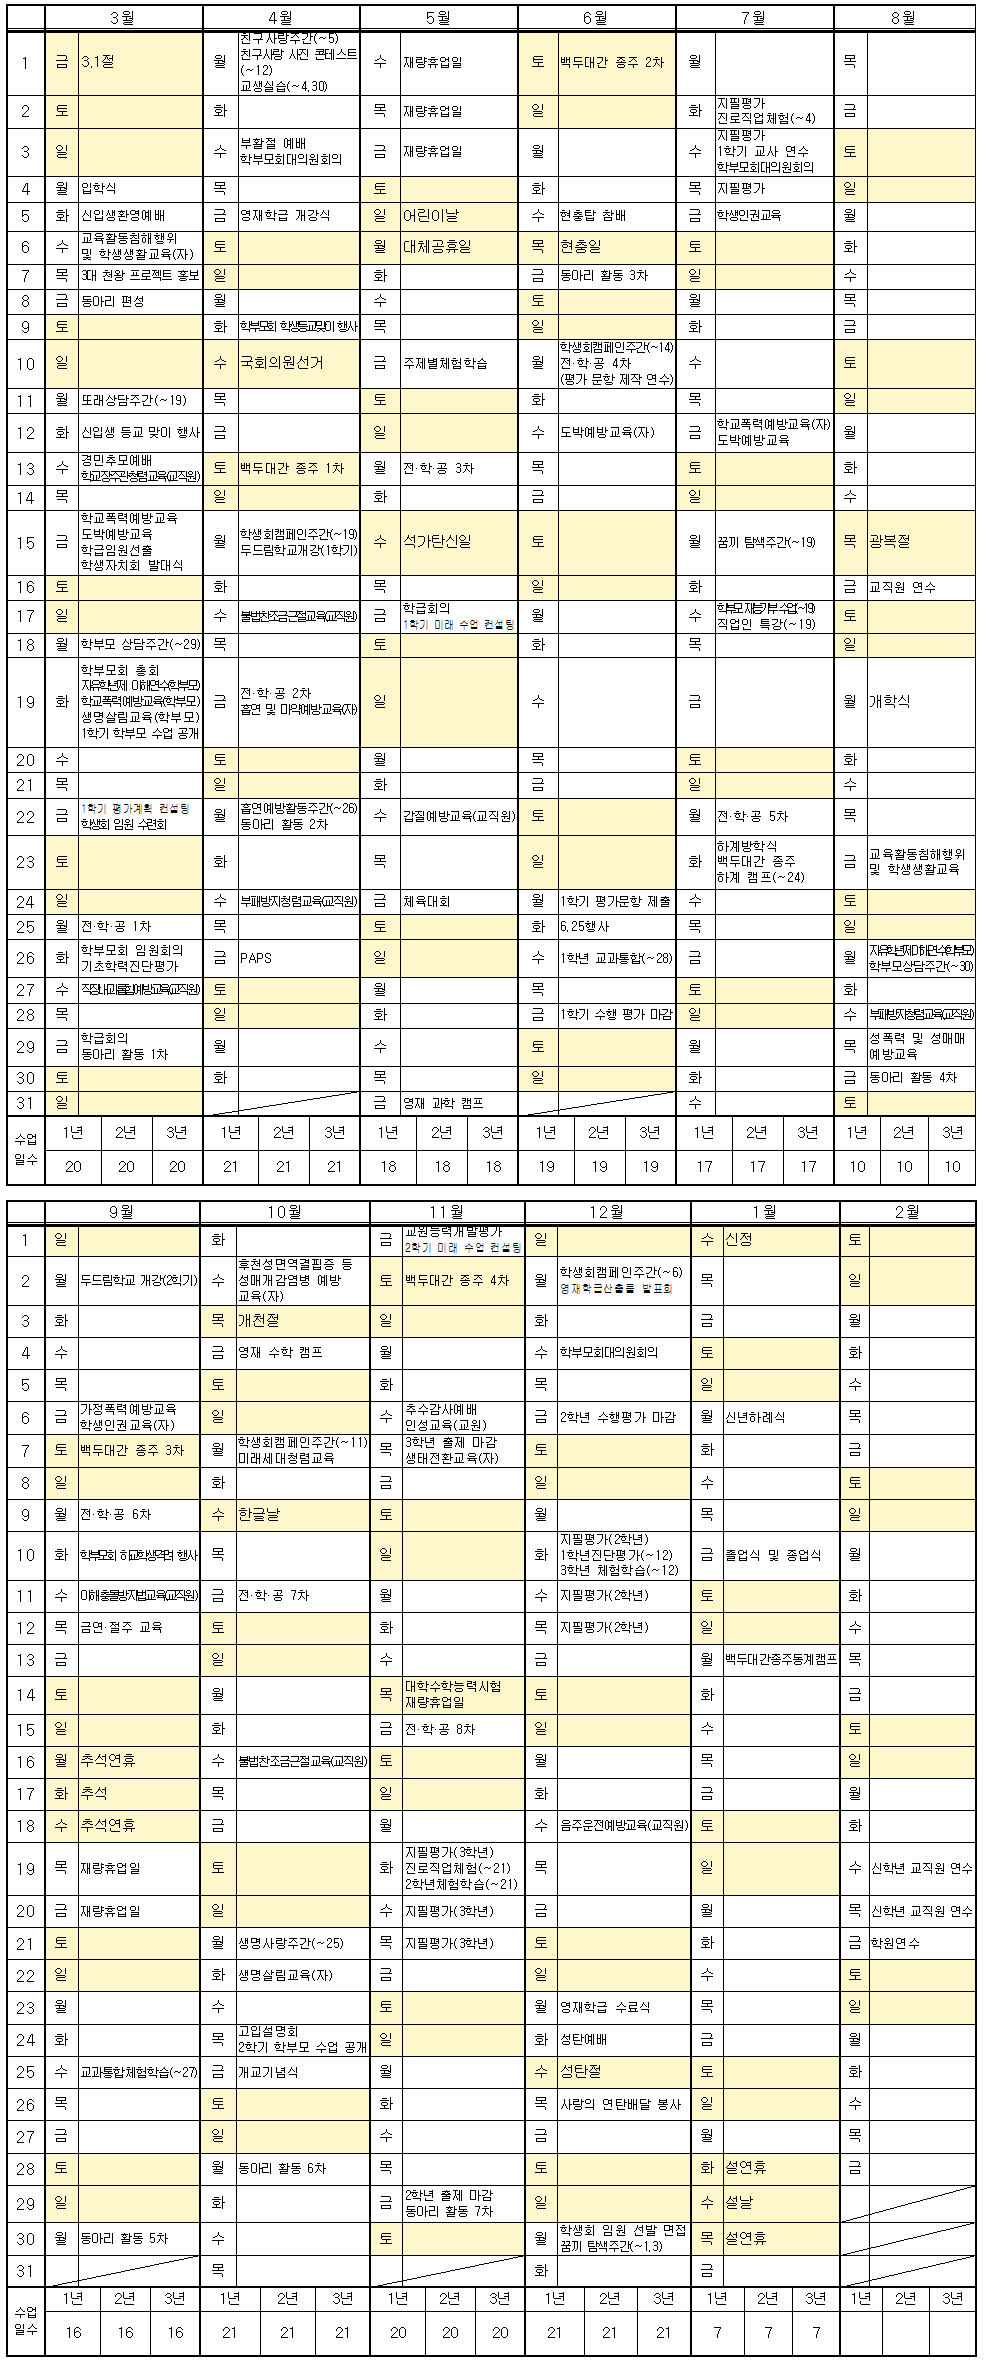 3월 4월 5월 6월 7월 8월
1 금 3.1절 월 친구사랑주간(~5) 수 재량휴업일 토 백두대간 종주 2차 월 목
친구사랑 사진 콘테스트
(~12)
교생실습(~4.30)
2 토 화 목 재량휴업일 일 화 지필평가 금
진로직업체험(~4)
3 일 수 부활절 예배 금 재량휴업일 월 수 지필평가 토
학부모회대의원회의 1학기 교사 연수
학부모회대의원회의
4 월 입학식 목 토 화 목 지필평가 일
5 화 신입생환영예배 금 영재학급 개강식 일 어린이날 수 현충탑 참배 금 학생인권교육 월
6 수 교육활동침해행위 토 월 대체공휴일 목 현충일 토 화
및 학생생활교육(자)
7 목 3대 천왕 프로젝트 홍보 일 화 금 동아리 활동 3차 일 수
8 금 동아리 편성 월 수 토 월 목
9 토 화 학부모회 학생등교맞이 행사 목 일 화 금
10 일 수 국회의원선거 금 주제별체험학습 월 학생회캠페인주간(~14) 수 토
전·학·공 4차
(평가 문항 제작 연수)
11 월 또래상담주간(~19) 목 토 화 목 일
12 화 신입생 등교 맞이 행사 금 일 수 도박예방교육(자) 금 학교폭력예방교육(자) 월
도박예방교육
13 수 경민추모예배 토 백두대간 종주 1차 월 전·학·공 3차 목 토 화
학교장주관청렴교육(교직원)
14 목 일 화 금 일 수
15 금 학교폭력예방교육 월 학생회캠페인주간(~19) 수 석가탄신일 토 월 꿈끼 탐색주간(~19) 목 광복절
도박예방교육 두드림학교개강(1학기)
학급임원선출
학생자치회 발대식
16 토 화 목 일 화 금 교직원 연수
17 일 수 불법찬조금근절교육(교직원) 금 학급회의 월 수 학부모재능기부수업(~19) 토
1학기 미래 수업 컨설팅 직업인 특강(~19)
18 월 학부모 상담주간(~29) 목 토 화 목 일
19 화 학부모회 총회 금 전·학·공 2차 일 수 금 월 개학식
자유학년제 이해연수(학부모) 흡연 및 마약예방교육(자)
학교폭력예방교육(학부모)
생명살림교육(학부모)
1학기 학부모 수업 공개
20 수 토 월 목 토 화
21 목 일 화 금 일 수
22 금 1학기 평가계획 컨설팅 월 흡연예방활동주간(~26) 수 갑질예방교육(교직원) 토 월 전·학·공 5차 목
학생회 임원 수련회 동아리 활동 2차
23 토 화 목 일 화 하계방학식 금 교육활동침해행위
백두대간 종주 및 학생생활교육
하계 캠프(~24)
24 일 수 부패방지청렴교육(교직원) 금 체육대회 월 1학기 평가문항 제출 수 토
25 월 전·학·공 1차 목 토 화 6.25행사 목 일
26 화 학부모회 임원회의 금 PAPS 일 수 1학년 교과통합(~28) 금 월 자유학년제이해연수(학부모)
기초학력진단평가 학부모상담주간(~30)
27 수 직장내괴롭힘예방교육(교직원) 토 월 목 토 화
28 목 일 화 금 1학기 수행 평가 마감 일 수 부패방지청렴교육(교직원)
29 금 학급회의 월 수 토 월 목 성폭력 및 성매매
동아리 활동 1차 예방교육
30 토 화 목 일 화 금 동아리 활동 4차
31 일 금 영재 과학 캠프 수 토
수업 1년 2년 3년 1년 2년 3년 1년 2년 3년 1년 2년 3년 1년 2년 3년 1년 2년 3년
일수 20 20 20 21 21 21 18 18 18 19 19 19 17 17 17 10 10 10
9월 10월 11월 12월 1월 2월
1 일 화 금 교원능력개발평가 일 수 신정 토
2학기 미래 수업 컨설팅
2 월 두드림학교 개강(2학기) 수 후천성면역결핍증 등 토 백두대간 종주 4차 월 학생회캠페인주간(~6) 목 일
성매개감염병 예방 영재학급산출물 발표회
교육(자)
3 화 목 개천절 일 화 금 월
4 수 금 영재 수학 캠프 월 수 학부모회대의원회의 토 화
5 목 토 화 목 일 수
6 금 가정폭력예방교육 일 수 추수감사예배 금 2학년 수행평가 마감 월 신년하례식 목
학생인권교육(자) 인성교육(교원)
7 토 백두대간 종주 3차 월 학생회캠페인주간(~11) 목 3학년 출제 마감 토 화 금
미래세대청렴교육 생태전환교육(자)
8 일 화 금 일 수 토
9 월 전·학·공 6차 수 한글날 토 월 목 일
10 화 학부모회 하교학생격려 행사 목 일 화 지필평가(2학년) 금 졸업식 및 종업식 월
1학년진단평가(~12)
3학년 체험학습(~12)
11 수 이해충돌방지법교육(교직원) 금 전·학·공 7차 월 수 지필평가(2학년) 토 화
12 목 금연·절주 교육 토 화 목 지필평가(2학년) 일 수
13 금 일 수 금 월 백두대간종주동계캠프 목
14 토 월 목 대학수학능력시험 토 화 금
재량휴업일
15 일 화 금 전·학·공 8차 일 수 토
16 월 추석연휴 수 불법찬조금근절교육(교직원) 토 월 목 일
17 화 추석 목 일 화 금 월
18 수 추석연휴 금 월 수 음주운전예방교육(교직원) 토 화
19 목 재량휴업일 토 화 지필평가(3학년) 목 일 수 신학년 교직원 연수
진로직업체험(~21)
2학년체험학습(~21)
20 금 재량휴업일 일 수 지필평가(3학년) 금 월 목 신학년 교직원 연수
21 토 월 생명사랑주간(~25) 목 지필평가(3학년) 토 화 금 학원연수
22 일 화 생명살림교육(자) 금 일 수 토
23 월 수 토 월 영재학급 수료식 목 일
24 화 목 고입설명회 일 화 성탄예배 금 월
2학기 학부모 수업 공개
25 수 교과통합체험학습(~27) 금 개교기념식 월 수 성탄절 토 화
26 목 토 화 목 사랑의 연탄배달 봉사 일 수
27 금 일 수 금 월 목
28 토 월 동아리 활동 6차 목 토 화 설연휴 금
29 일 화 금 2학년 출제 마감 일 수 설날
동아리 활동 7차
30 월 동아리 활동 5차 수 토 월 학생회 임원 선발 면접 목 설연휴
꿈끼 탐색주간(~1.3)
31 목 화 금
수업 1년 2년 3년 1년 2년 3년 1년 2년 3년 1년 2년 3년 1년 2년 3년 1년 2년 3년
일수 16 16 16 21 21 21 20 20 20 21 21 21 7 7 7